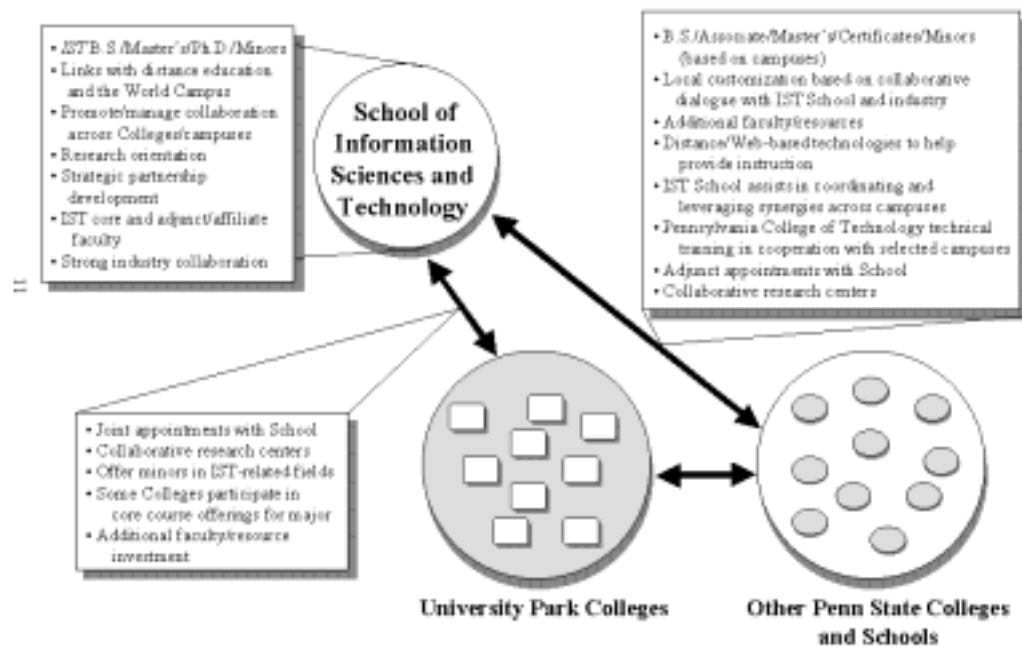 • IST B.S./Master's/Ph.D./Minors
• Links with distance education
and the World Campus
• Promote/manage collaboration
across Colleges/campuses
• Research orientation
• Strategic partnership
development
• IST core and adjunct/affiliate
faculty
• Strong industry collaboration
School of
Information
Sciences and
Technology
• B.S./Associate/Master's/Certificates/Minors
(based on campuses)
• Local customization based on collaborative
dialogue with IST School and industry
• Additional faculty/resources
• Distance/Web-based technologies to help
provide instruction
• IST School assists in coordinating and
leveraging synergies across campuses
• Pennsylvania College of Technology technical
training in cooperation with selected campuses
• Adjunct appointments with School
• Collaborative research centers
11
• Joint appointments with School
• Collaborative research centers
• Offer minors in IST-related fields
• Some Colleges participate in
core course offerings for major
• Additional faculty/resource
investment
University Park Colleges
Other Penn State Colleges
and Schools